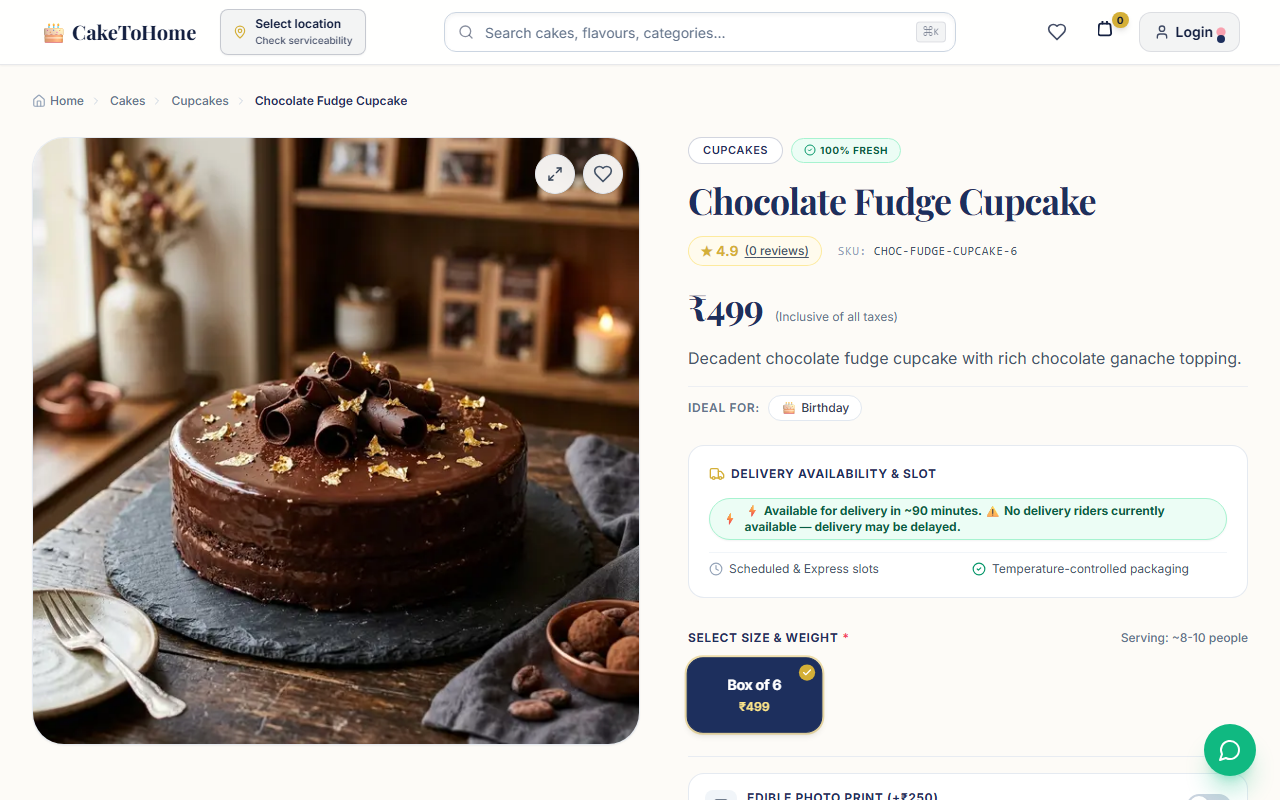 CakeToHome
Select location
Check serviceability
Search cakes, flavours, categories...
⌘K
0
Login
Home
Cakes
Cupcakes
Chocolate Fudge Cupcake
CUPCAKES
100% FRESH
Chocolate Fudge Cupcake
★ 4.9 (0 reviews)
SKU: CHOC-FUDGE-CUPCAKE-6
₹499 (Inclusive of all taxes)
Decadent chocolate fudge cupcake with rich chocolate ganache topping.
IDEAL FOR: 🎂 Birthday
DELIVERY AVAILABILITY & SLOT
⚡ Available for delivery in ~90 minutes. ⚠️ No delivery riders currently
available — delivery may be delayed.
Scheduled & Express slots
Temperature-controlled packaging
SELECT SIZE & WEIGHT *
Serving: ~8-10 people
Box of 6
₹499
EDIBLE PHOTO PRINT (+₹250)